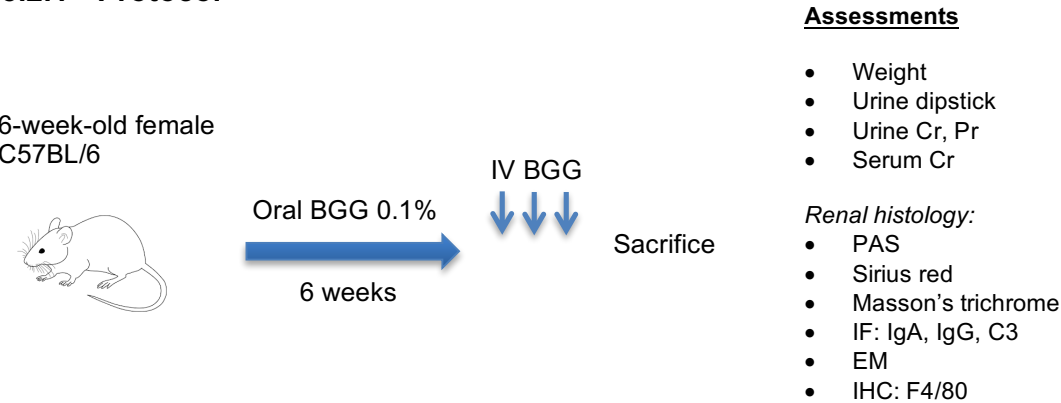 Assessments
• Weight
• Urine dipstick
• Urine Cr, Pr
• Serum Cr
6-week-old female
C57BL/6
IV BGG
Oral BGG 0.1%
6 weeks
Sacrifice
Renal histology:
• PAS
• Sirius red
• Masson's trichrome
• IF: IgA, IgG, C3
• EM
• IHC: F4/80